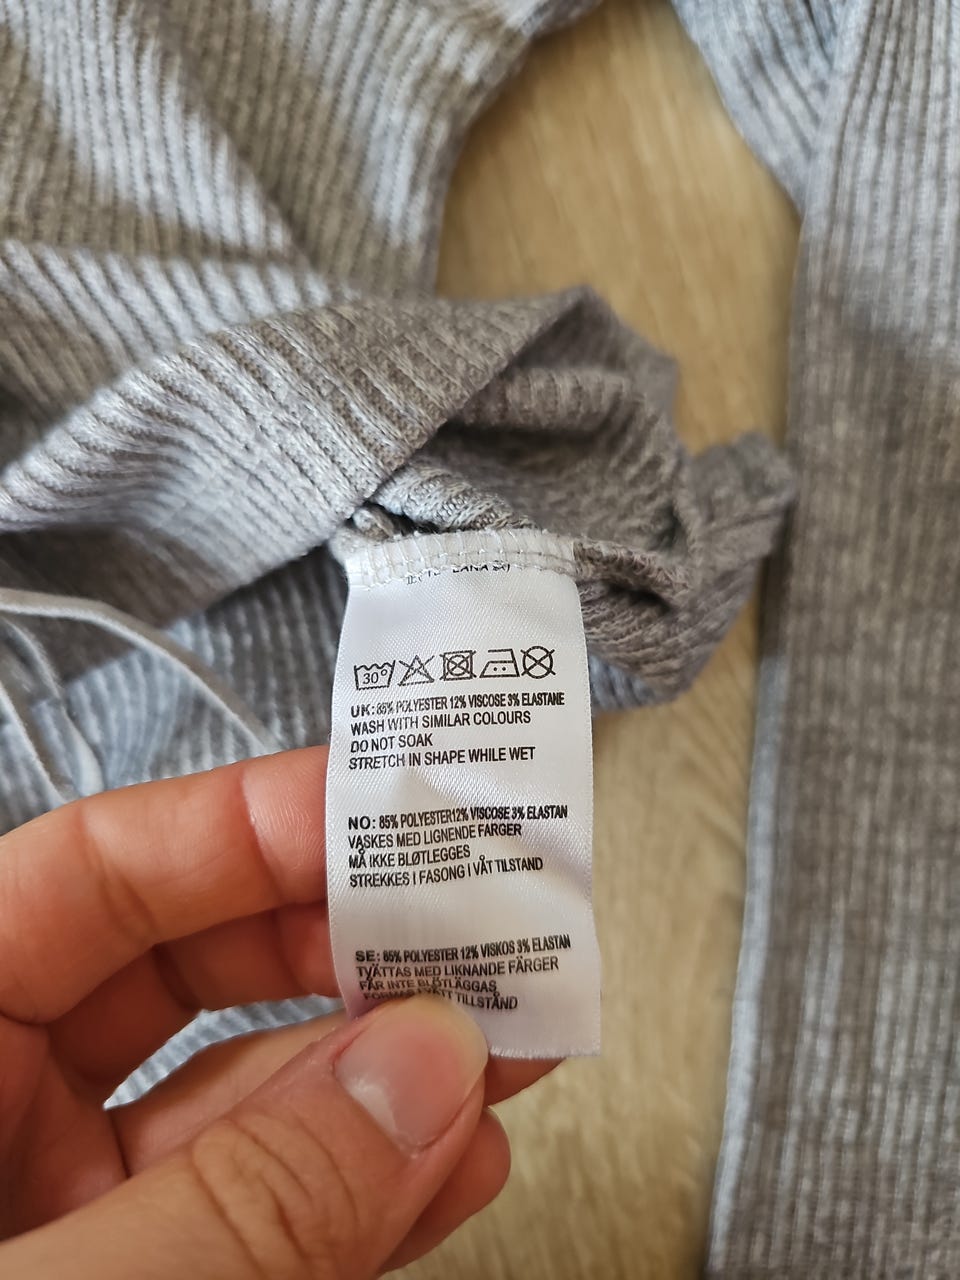 30°
UK: 85% POLYESTER 12% VISCOSE 3% ELASTANE
WASH WITH SIMILAR COLOURS
DO NOT SOAK
STRETCH IN SHAPE WHILE WET
NO: 85% POLYESTER12% VISCOSE 3% ELASTAN
VASKES MED LIGNENDE FARGER
MÅ IKKE BLØTLEGGES
STREKKES I FASONG I VÅT TILSTAND
SE: 85% POLYESTER 12% VISKOS 3% ELASTAN
TVÄTTAS MED LIKNANDE FÄRGER
FÅR INTE BLÖTLÄGGAS
TILLSTÅND